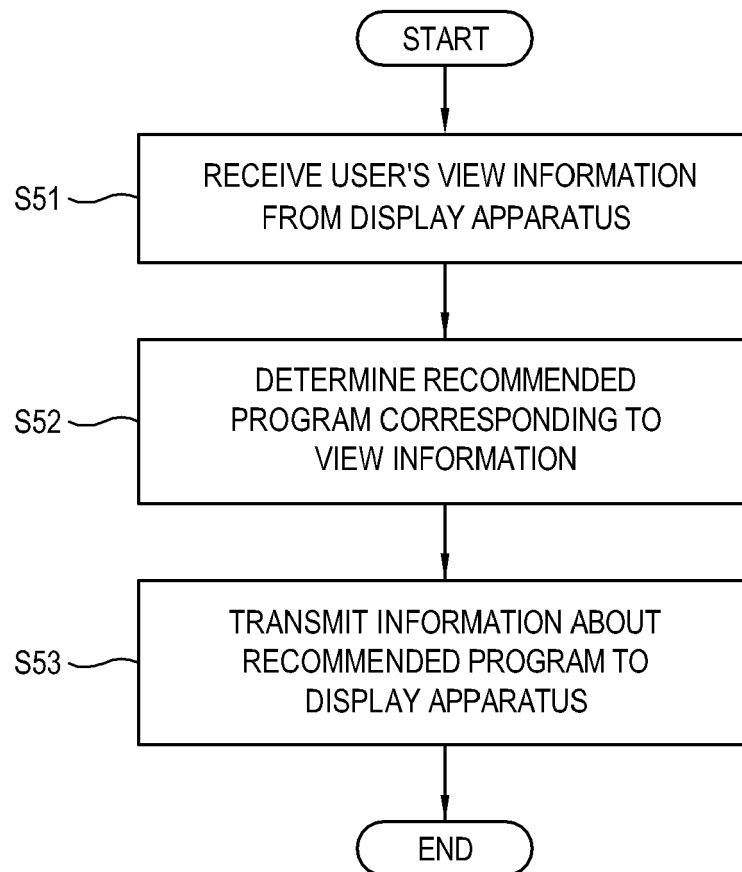 START
S51
RECEIVE USER'S VIEW INFORMATION
FROM DISPLAY APPARATUS
S52
DETERMINE RECOMMENDED
PROGRAM CORRESPONDING TO
VIEW INFORMATION
S53
TRANSMIT INFORMATION ABOUT
RECOMMENDED PROGRAM TO
DISPLAY APPARATUS
END